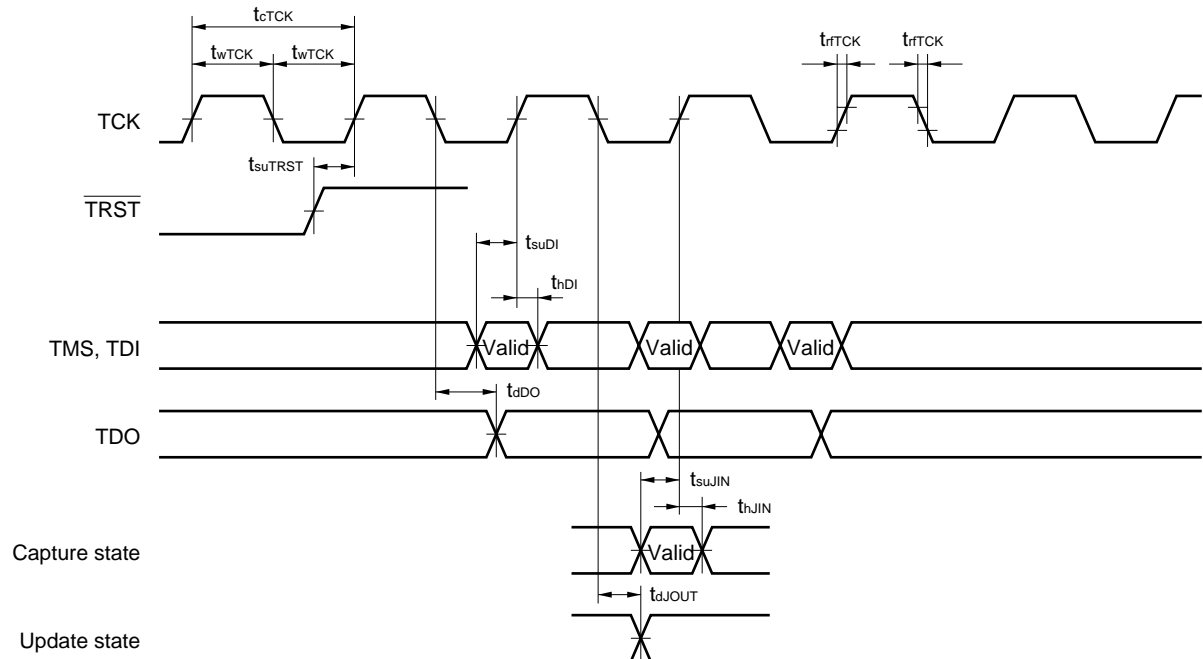 tcTCK
twTCK twTCK trfTCK trfTCK
TCK
tsuTRST
TRST
tsuDI
thDI
TMS, TDI Valid Valid Valid
tdDO
TDO
tsuJIN
thJIN
Capture state Valid
tdJOUT
Update state